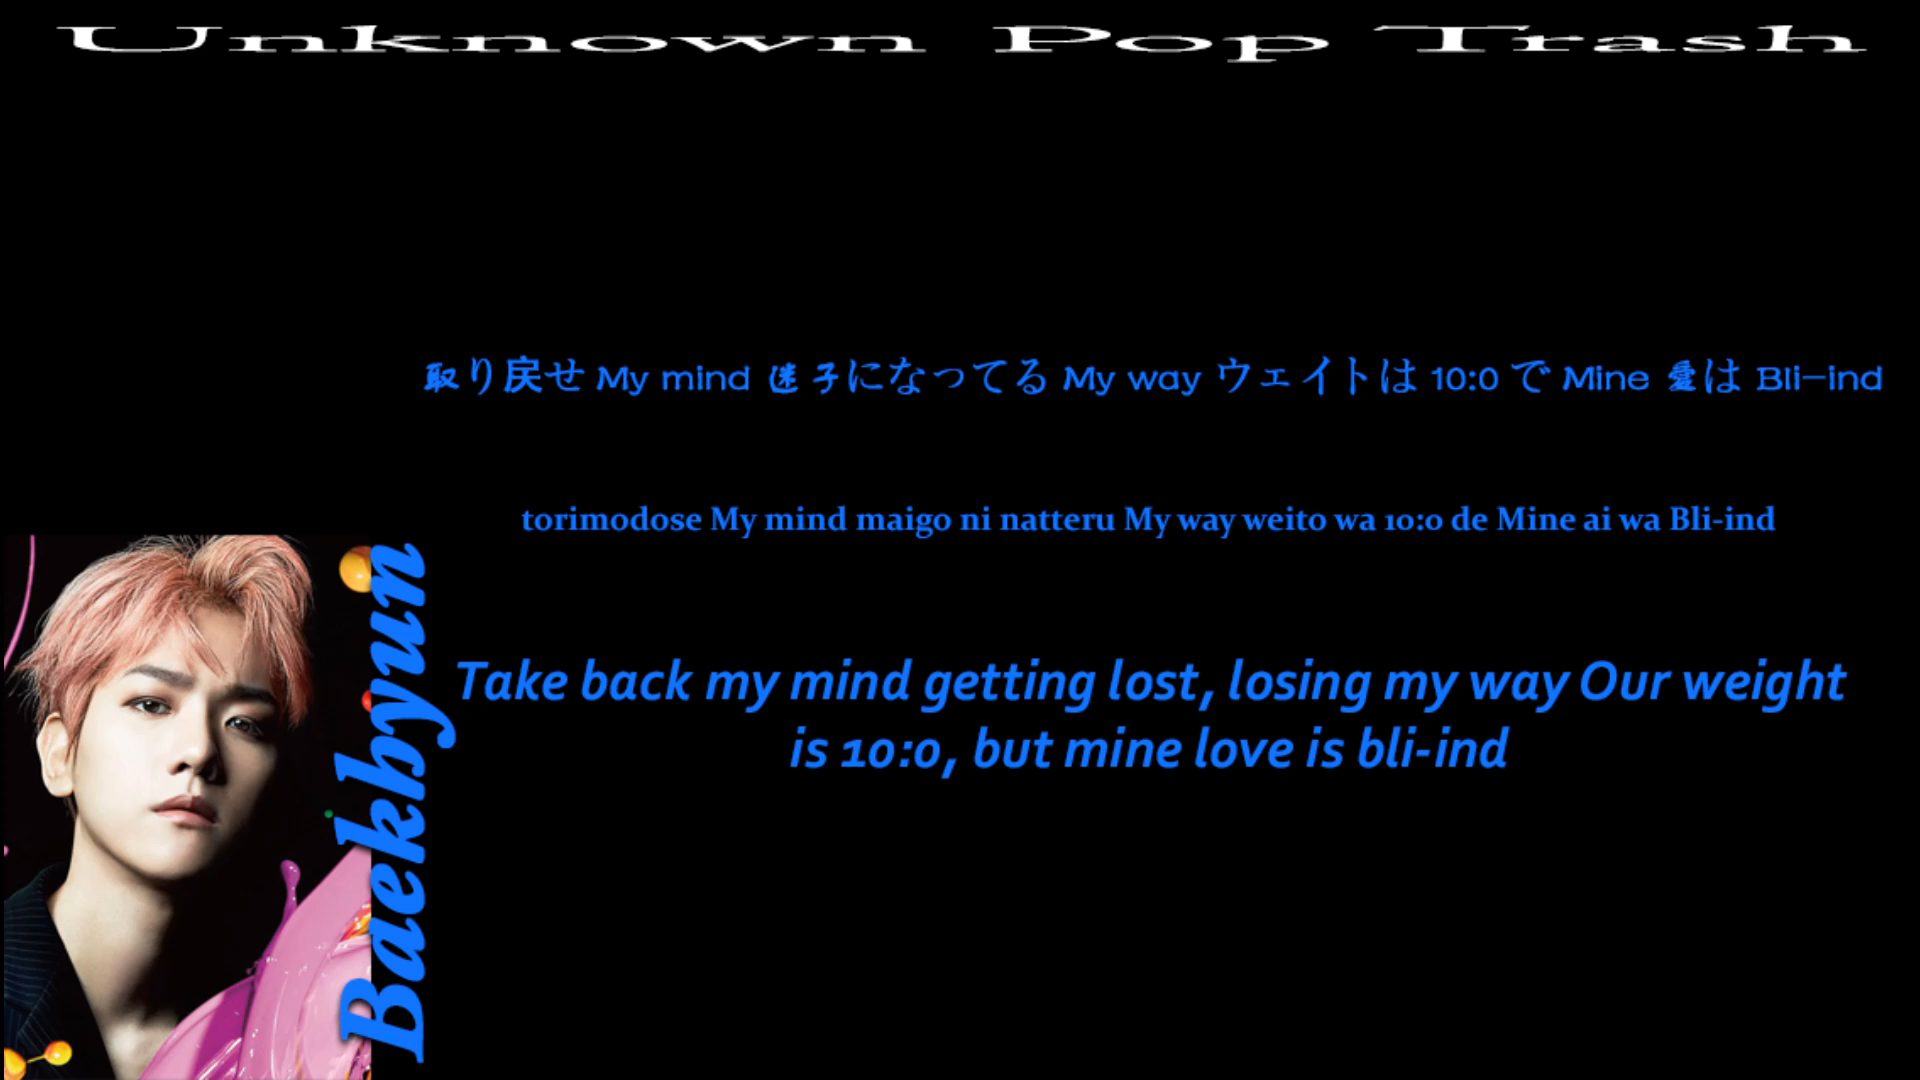 Unknown Pop Trash
取り戻せ My mind 迷子になってる My way ウェイトは 10:0 で Mine 愛は Bli-ind
torimodose My mind maigo ni natteru My way weito wa 10:0 de Mine ai wa Bli-ind
Take back my mind getting lost, losing my way Our weight
is 10:0, but mine love is bli-ind
Baekhyun